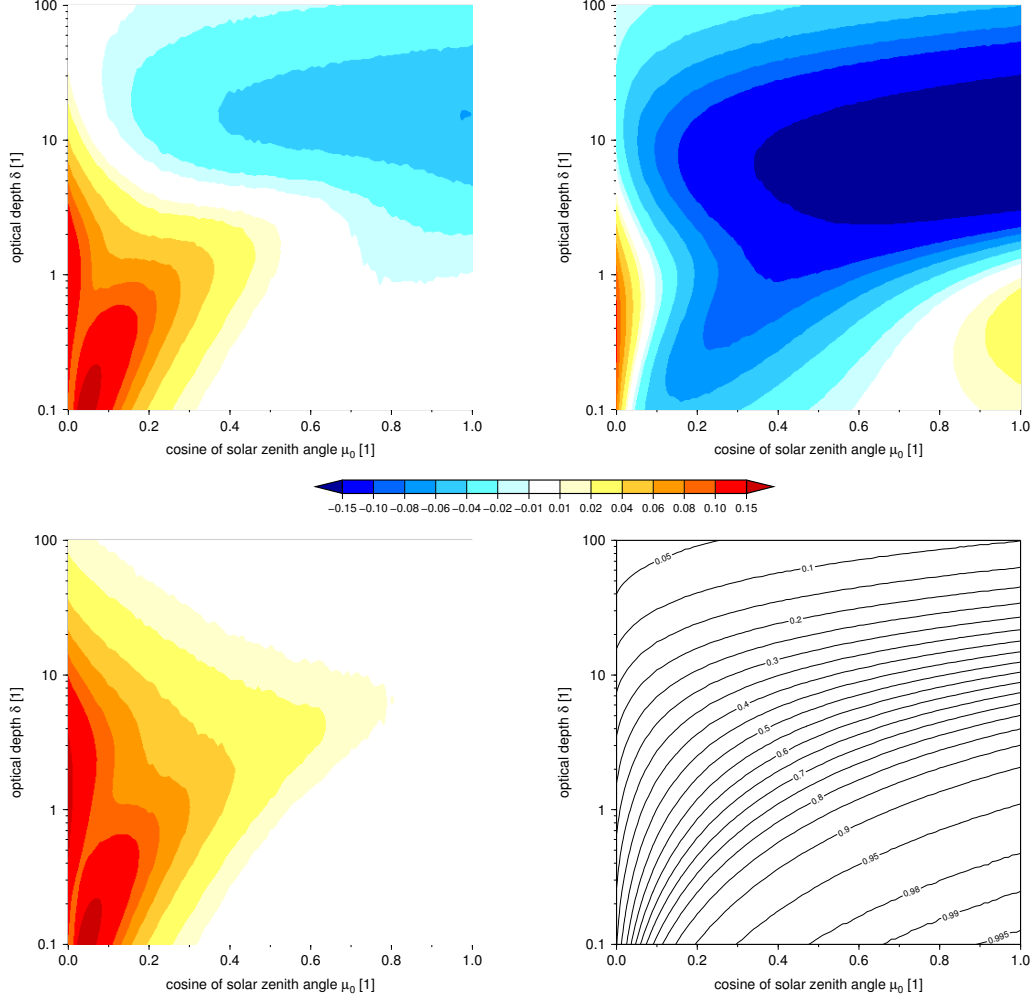 100
10
1
0.1
optical depth δ [1]
0.0 0.2 0.4 0.6 0.8 1.0
cosine of solar zenith angle μ0 [1]
100
10
1
0.1
optical depth δ [1]
0.0 0.2 0.4 0.6 0.8 1.0
cosine of solar zenith angle μ0 [1]
−0.15 −0.10 −0.08 −0.06 −0.04 −0.02 −0.01 0.01 0.02 0.04 0.06 0.08 0.10 0.15
100
10
1
0.1
optical depth δ [1]
0.0 0.2 0.4 0.6 0.8 1.0
cosine of solar zenith angle μ0 [1]
100
10
1
0.1
optical depth δ [1]
0.05
0.1
0.2
0.3
0.4
0.5
0.6
0.7
0.8
0.9
0.95
0.98
0.99
0.995
0.0 0.2 0.4 0.6 0.8 1.0
cosine of solar zenith angle μ0 [1]